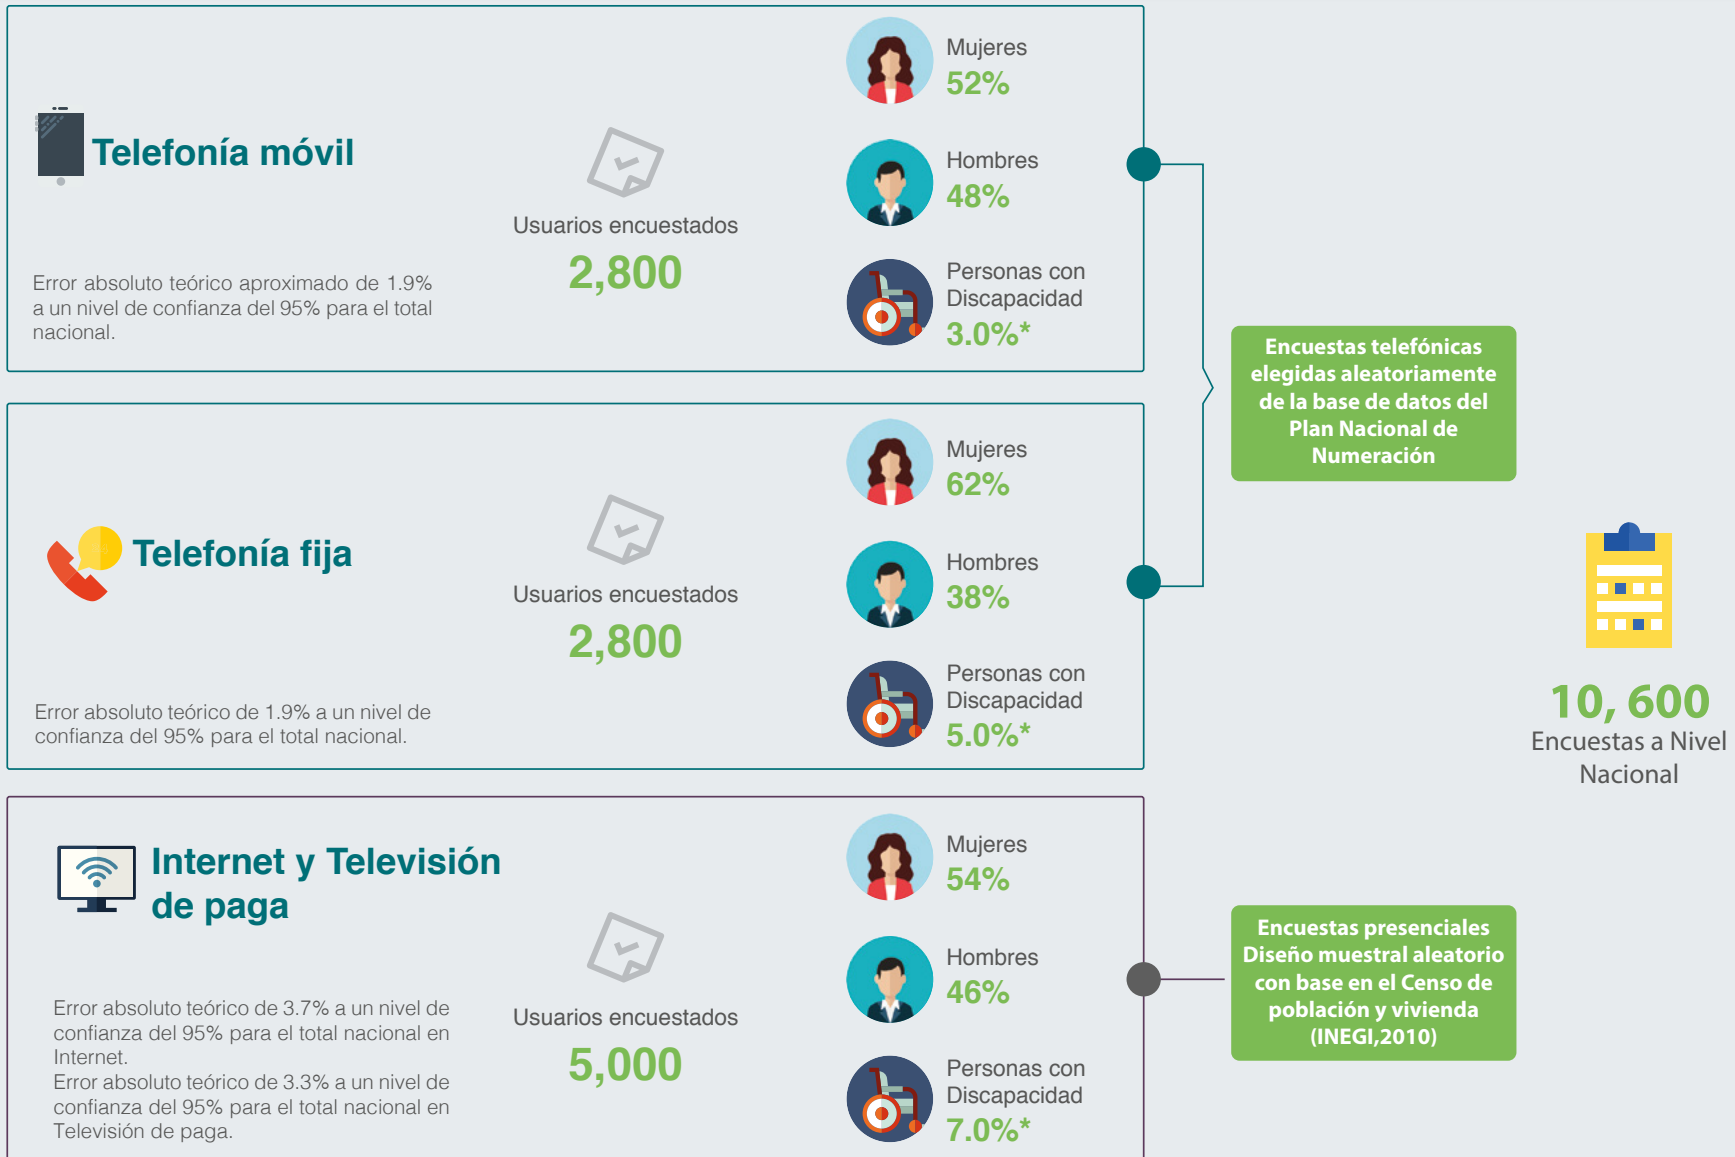 Telefonía móvil
Error absoluto teórico aproximado de 1.9%
a un nivel de confianza del 95% para el total
nacional.
Usuarios encuestados
2,800
Mujeres
52%
Hombres
48%
Personas con
Discapacidad
3.0%*
Telefonía fija
Error absoluto teórico de 1.9% a un nivel de
confianza del 95% para el total nacional.
Usuarios encuestados
2,800
Mujeres
62%
Hombres
38%
Personas con
Discapacidad
5.0%*
Encuestas telefónicas
elegidas aleatoriamente
de la base de datos del
Plan Nacional de
Numeración
Internet y Televisión
de paga
Error absoluto teórico de 3.7% a un nivel de
confianza del 95% para el total nacional en
Internet.
Error absoluto teórico de 3.3% a un nivel de
confianza del 95% para el total nacional en
Televisión de paga.
Usuarios encuestados
5,000
Mujeres
54%
Hombres
46%
Personas con
Discapacidad
7.0%*
Encuestas presenciales
Diseño muestral aleatorio
con base en el Censo de
población y vivienda
(INEGI,2010)
10, 600
Encuestas a Nivel
Nacional